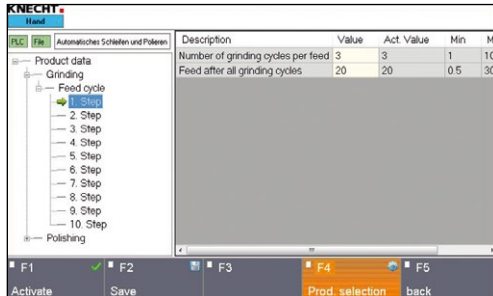 KNECHT
Hand
PLC File Automatisches Schleifen und Polieren
Product data
Grinding
Feed cycle
1. Step
2. Step
3. Step
4. Step
5. Step
6. Step
7. Step
8. Step
9. Step
10. Step
Polishing
Description Value Act. Value Min M
Number of grinding cycles per feed 3 3 1 10
Feed after all grinding cycles 20 20 0.5 30
F1 F2 F3 F4 F5
Activate Save Prod. selection back